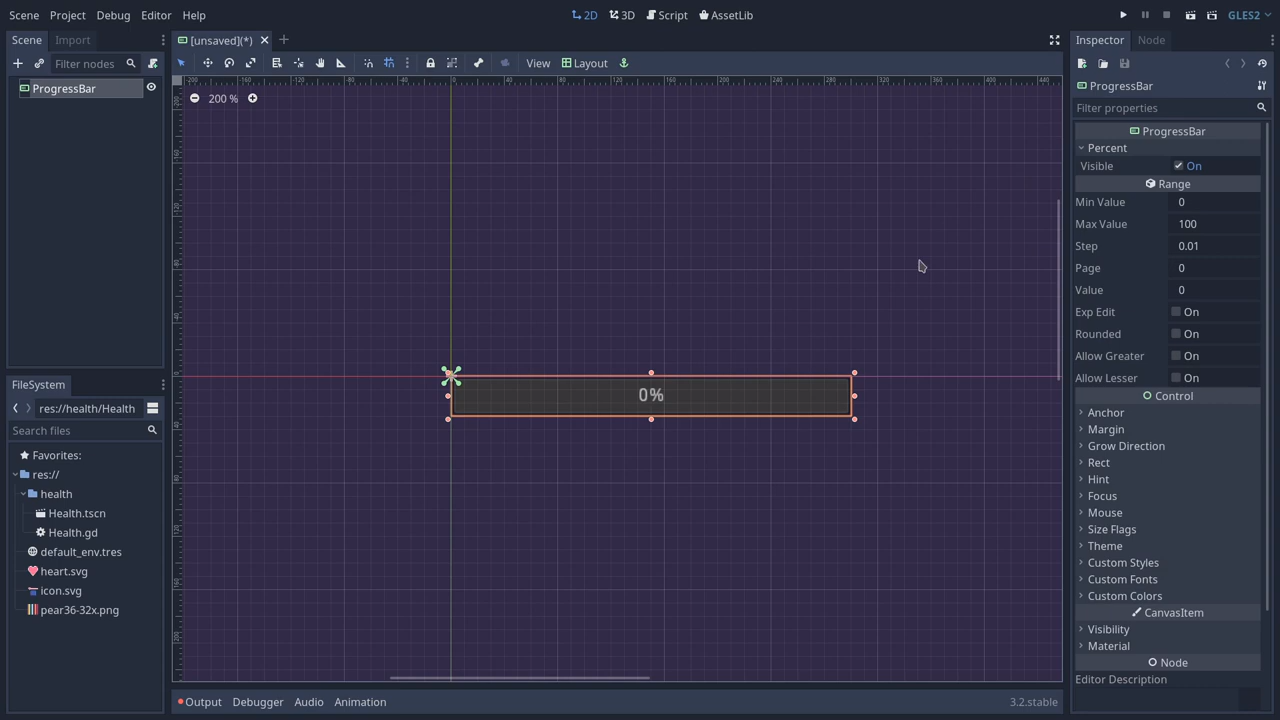 Scene Project Debug Editor Help 2D 3D Script AssetLib GLES2
Scene Import [unsaved](*) Inspector Node
Filter nodes View Layout
ProgressBar ProgressBar
200 % Filter properties
ProgressBar
Percent
Visible On
Range
Min Value 0
Max Value 100
Step 0.01
Page 0
Value 0
Exp Edit On
Rounded On
Allow Greater On
Allow Lesser On
0%
Control
Anchor
Margin
Grow Direction
Rect
Hint
Focus
Mouse
Size Flags
Theme
Custom Styles
Custom Fonts
Custom Colors
CanvasItem
Visibility
Material
Node
Editor Description
FileSystem
res://health/Health
Search files
Favorites:
res://
health
Health.tscn
Health.gd
default_env.tres
heart.svg
icon.svg
pear36-32x.png
Output Debugger Audio Animation 3.2.stable